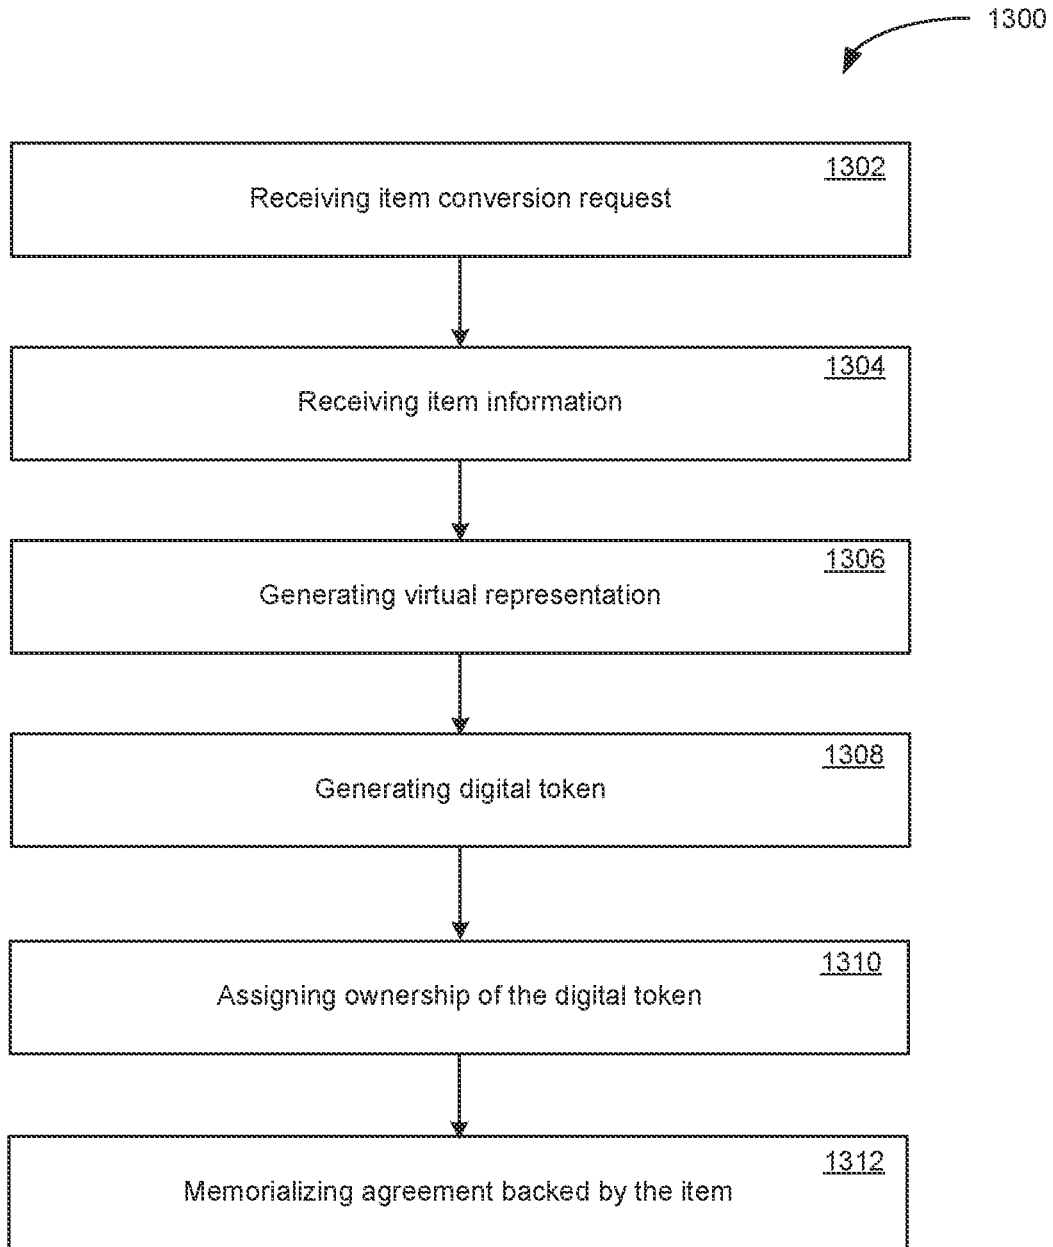 1300
1302
Receiving item conversion request
1304
Receiving item information
1306
Generating virtual representation
1308
Generating digital token
1310
Assigning ownership of the digital token
1312
Memorializing agreement backed by the item